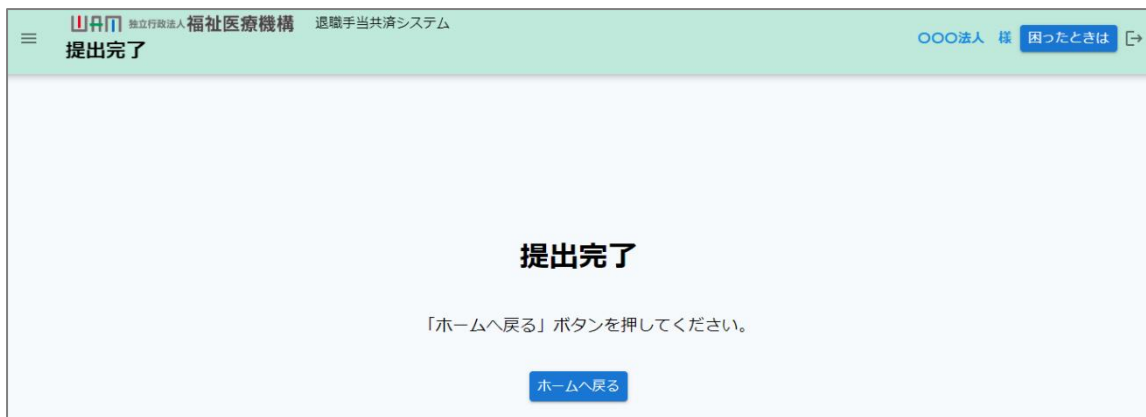 WAM 独立行政法人福祉医療機構 退職手当共済システム
提出完了
〇〇〇法人 様 困ったときは
提出完了
「ホームへ戻る」ボタンを押してください。
ホームへ戻る